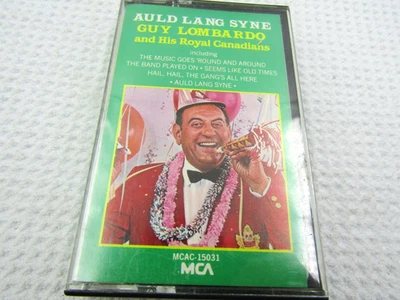 AULD LANG SYNE
GUY LOMBARDO
and His Royal Canadians
including
THE MUSIC GOES 'ROUND AND AROUND
THE BAND PLAYED ON • SEEMS LIKE OLD TIMES
HAIL, HAIL, THE GANG'S ALL HERE
• AULD LANG SYNE •
MCAC-15031
MCA